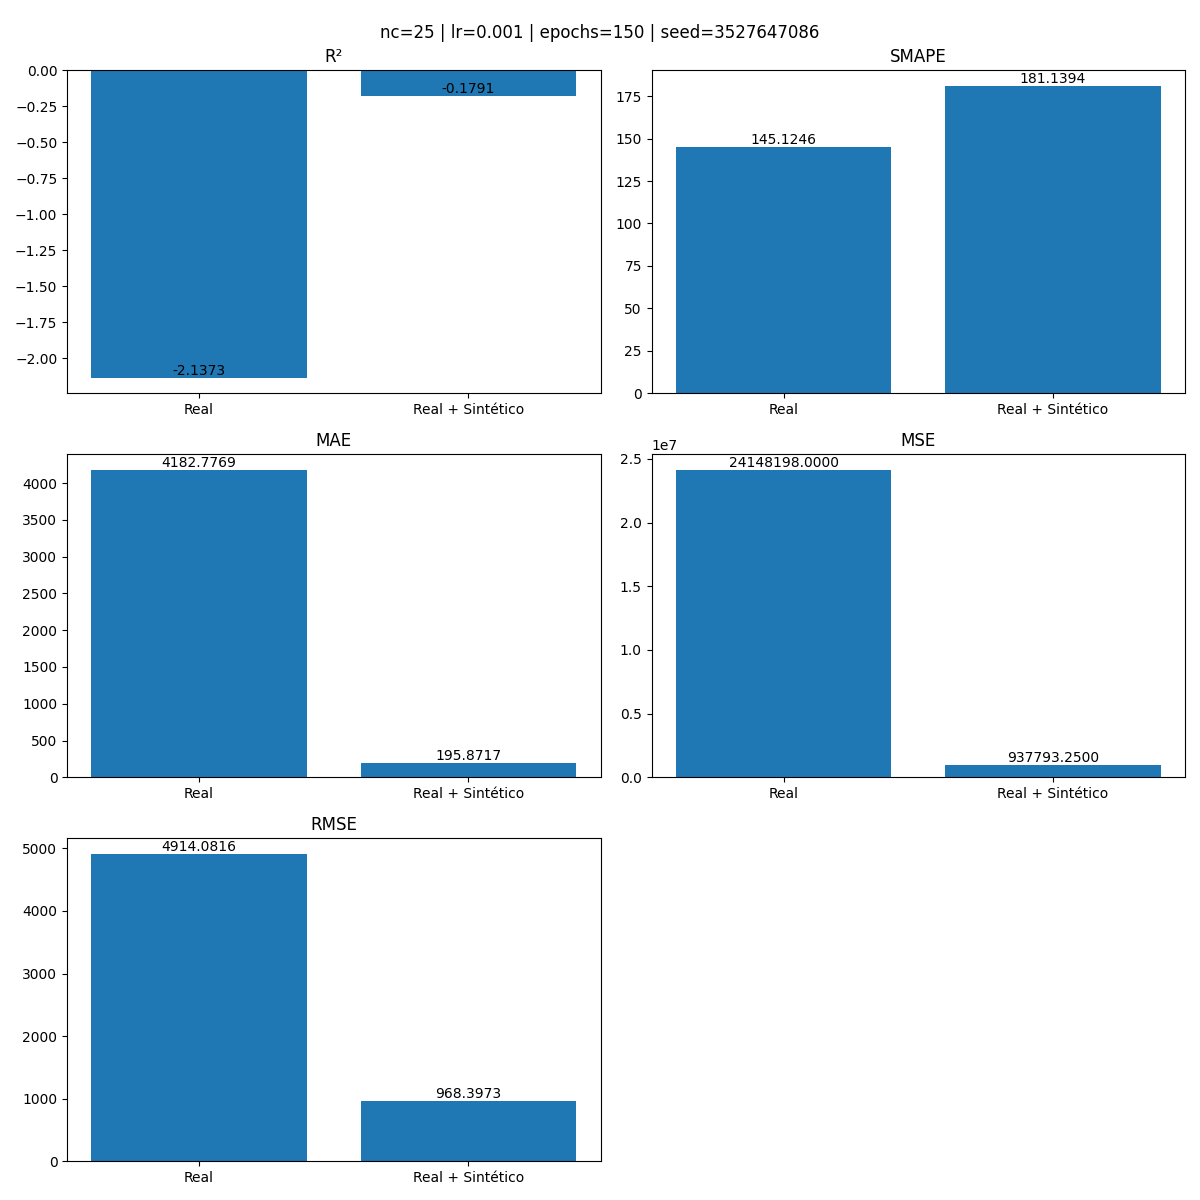 nc=25 | lr=0.001 | epochs=150 | seed=3527647086
R²
0.00
−0.25
−0.50
−0.75
−1.00
−1.25
−1.50
−1.75
−2.00
-2.1373
-0.1791
Real
Real + Sintético
SMAPE
175
150
125
100
75
50
25
0
145.1246
181.1394
Real
Real + Sintético
MAE
4000
3500
3000
2500
2000
1500
1000
500
0
4182.7769
195.8717
Real
Real + Sintético
MSE
1e7
2.5
2.0
1.5
1.0
0.5
0.0
24148198.0000
937793.2500
Real
Real + Sintético
RMSE
5000
4000
3000
2000
1000
0
4914.0816
968.3973
Real
Real + Sintético